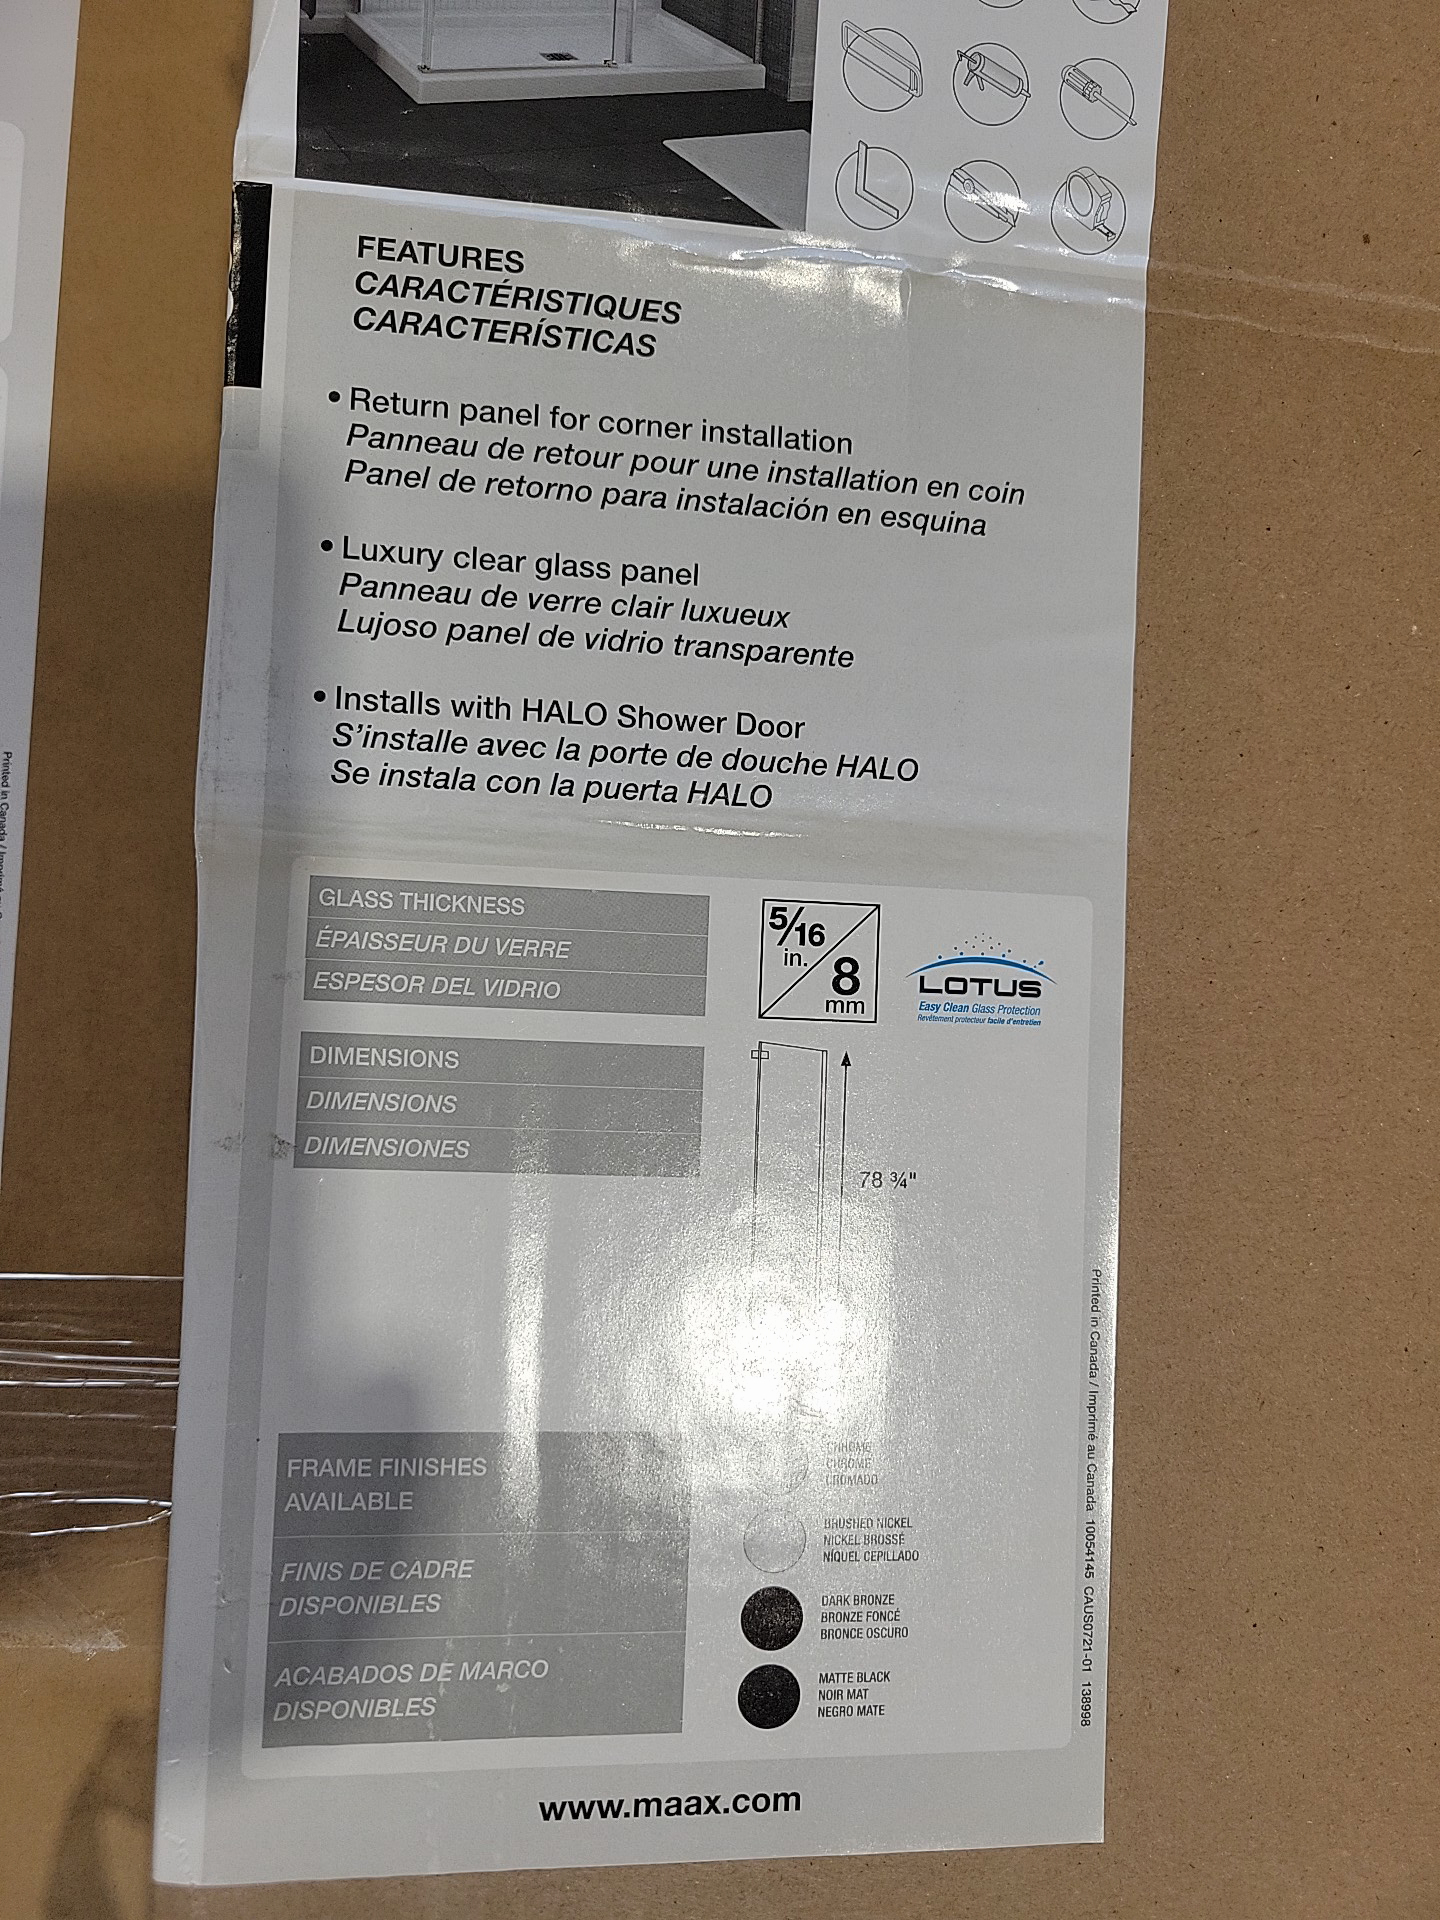 FEATURES
CARACTÉRISTIQUES
CARACTERÍSTICAS
• Return panel for corner installation
Panneau de retour pour une installation en coin
Panel de retorno para instalación en esquina
• Luxury clear glass panel
Panneau de verre clair luxueux
Lujoso panel de vidrio transparente
• Installs with HALO Shower Door
S'installe avec la porte de douche HALO
Se instala con la puerta HALO
GLASS THICKNESS
ÉPAISSEUR DU VERRE
ESPESOR DEL VIDRIO
5/16
in.
8
mm
LOTUS
Easy Clean Glass Protection
Revêtement protecteur facile d'entretien
DIMENSIONS
DIMENSIONS
DIMENSIONES
78 ¾"
FRAME FINISHES
AVAILABLE
FINIS DE CADRE
DISPONIBLES
ACABADOS DE MARCO
DISPONIBLES
CHROME
CHROME
CROMADO
BRUSHED NICKEL
NICKEL BROSSÉ
NÍQUEL CEPILLADO
DARK BRONZE
BRONZE FONCÉ
BRONCE OSCURO
MATTE BLACK
NOIR MAT
NEGRO MATE
Printed in Canada / Imprimé au Canada 10054145 CAUS0721-01 138998
www.maax.com
Printed in Canada /